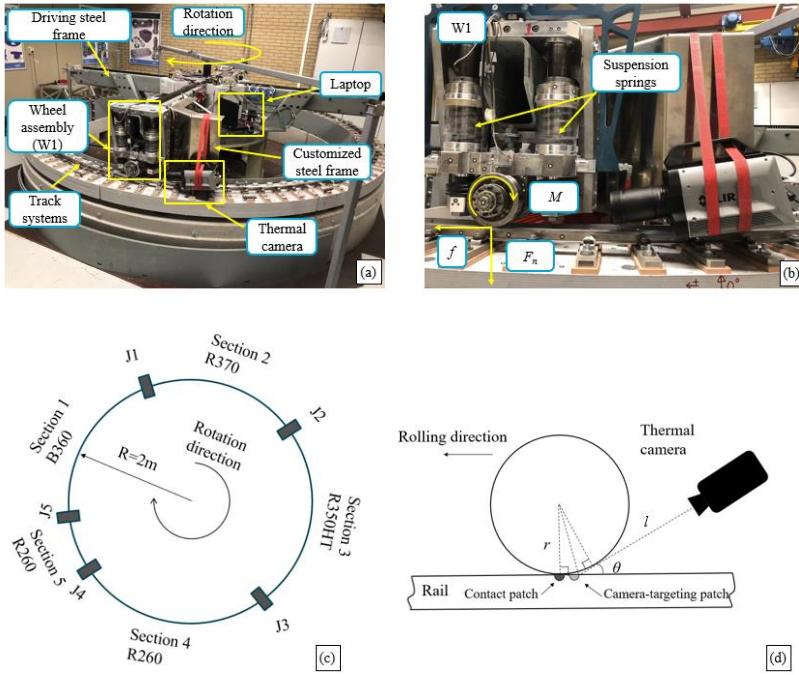 Driving steel
frame
Rotation
direction
Laptop
Wheel
assembly
(W1)
Customized
steel frame
Track
systems
Thermal
camera
(a)
W1
Suspension
springs
M
FLIR
f
Fn
(b)
J1
Section 2
R370
J2
Section 1
B360
Rotation
direction
R=2m
Section 3
R350HT
J5
Section 5
R260
J4
J3
Section 4
R260
(c)
Rolling direction
Thermal
camera
r
l
θ
Rail
Contact patch
Camera-targeting patch
(d)